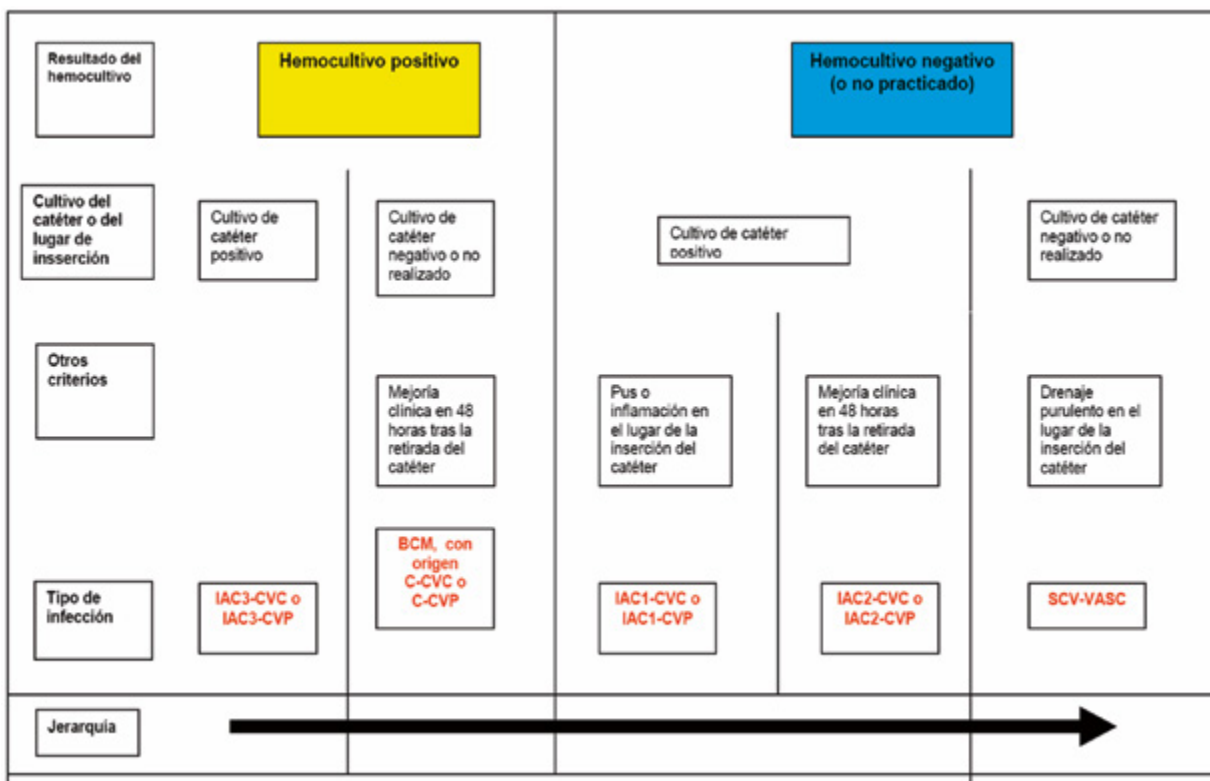 Resultado del
hemocultivo
Hemocultivo positivo
Hemocultivo negativo
(o no practicado)
Cultivo del
catéter o del
lugar de
insserción
Cultivo de
catéter
positivo
Cultivo de
catéter
negativo o no
realizado
Cultivo de catéter
positivo
Cultivo de catéter
negativo o no
realizado
Otros
criterios
Mejoría
clínica en 48
horas tras la
retirada del
catéter
Pus o
inflamación en
el lugar de la
inserción del
catéter
Mejoría clínica
en 48 horas
tras la retirada
del catéter
Drenaje
purulento en el
lugar de la
inserción del
catéter
Tipo de
infección
IAC3-CVC o
IAC3-CVP
BCM, con
origen
C-CVC o
C-CVP
IAC1-CVC o
IAC1-CVP
IAC2-CVC o
IAC2-CVP
SCV-VASC
Jerarquía